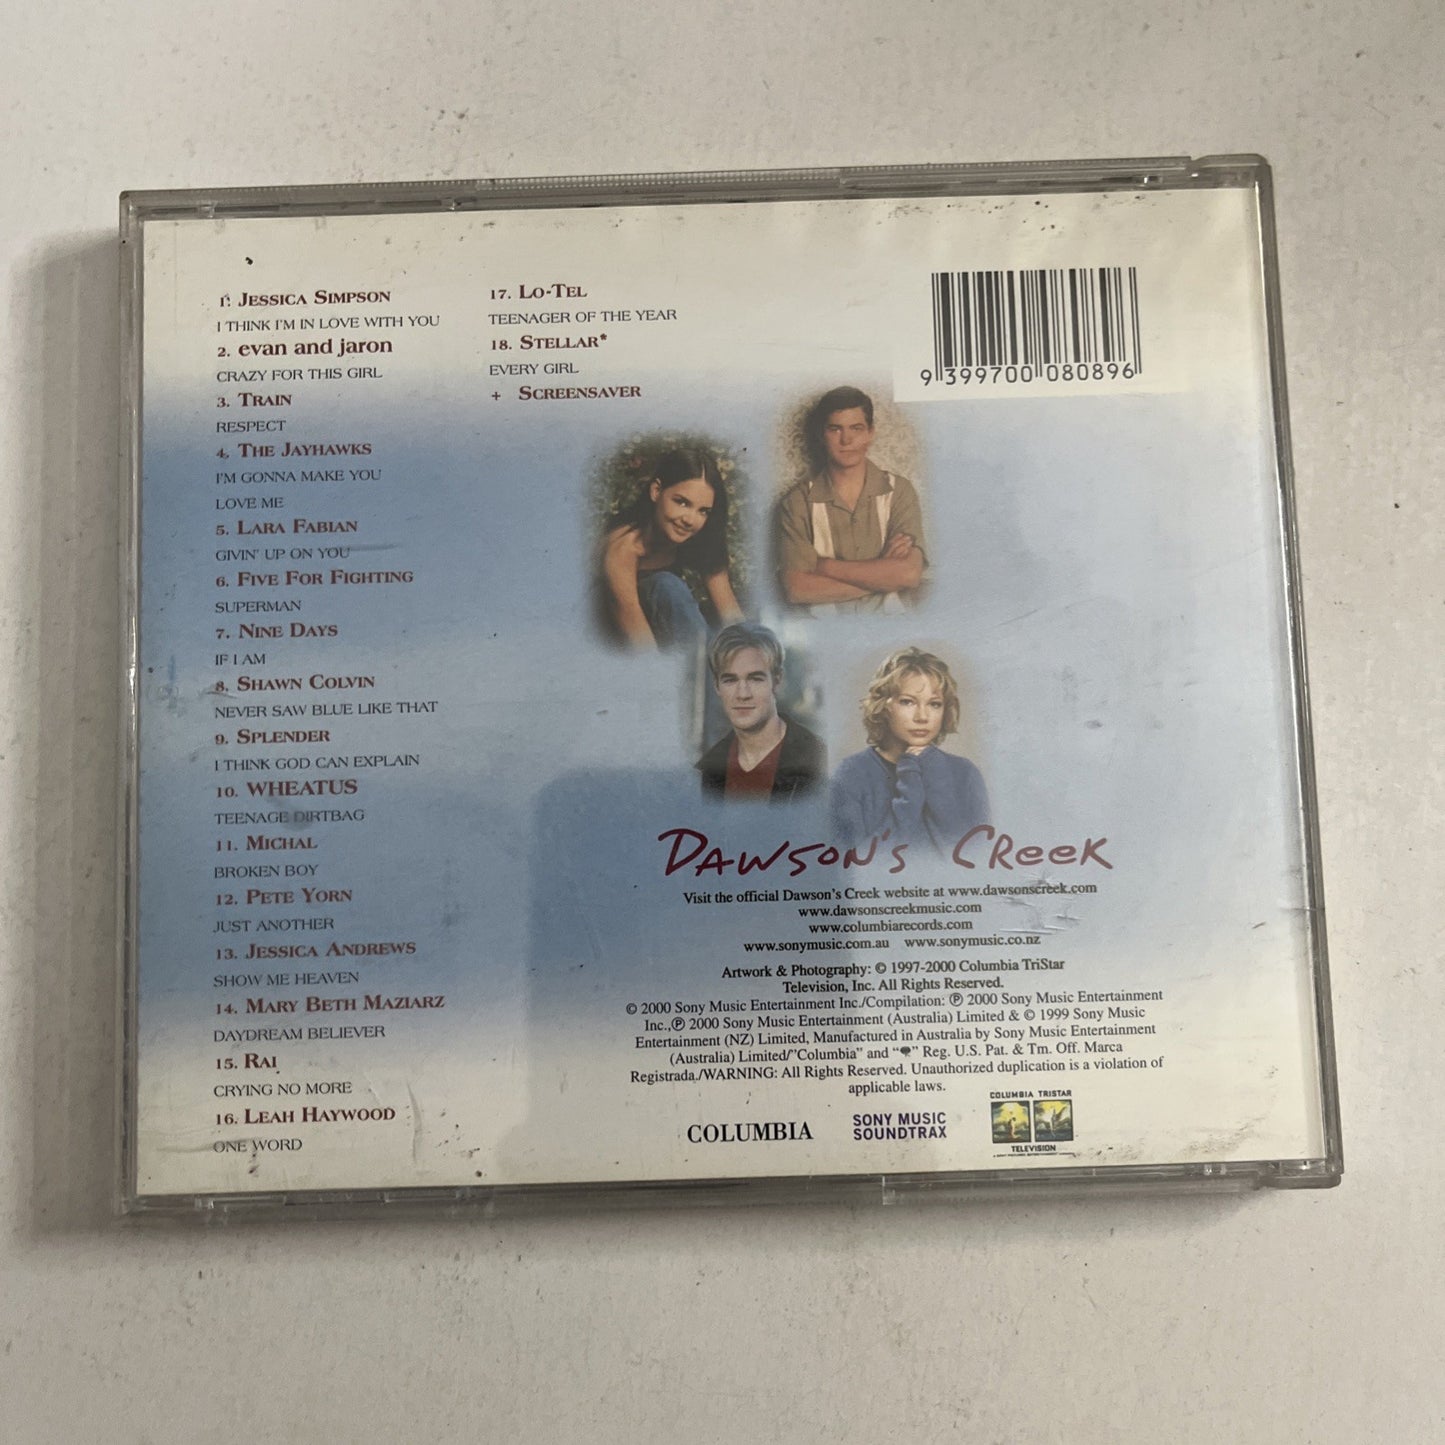 1. Jessica Simpson
I THINK I'M IN LOVE WITH YOU
2. evan and jaron
CRAZY FOR THIS GIRL
3. Train
RESPECT
4. The Jayhawks
I'M GONNA MAKE YOU
LOVE ME
5. Lara Fabian
GIVIN' UP ON YOU
6. Five For Fighting
SUPERMAN
7. Nine Days
IF I AM
8. Shawn Colvin
NEVER SAW BLUE LIKE THAT
9. Splender
I THINK GOD CAN EXPLAIN
10. WHEATUS
TEENAGE DIRTBAG
11. Michal
BROKEN BOY
12. Pete Yorn
JUST ANOTHER
13. Jessica Andrews
SHOW ME HEAVEN
14. Mary Beth Maziarz
DAYDREAM BELIEVER
15. Rai
CRYING NO MORE
16. Leah Haywood
ONE WORD
17. Lo-Tel
TEENAGER OF THE YEAR
18. Stellar*
EVERY GIRL
+ Screensaver
9 399700 080896
Dawson's Creek
Visit the official Dawson's Creek website at www.dawsonscreek.com
www.dawsonscreekmusic.com
www.columbiarecords.com
www.sonymusic.com.au www.sonymusic.co.nz
Artwork & Photography: © 1997-2000 Columbia TriStar
Television, Inc. All Rights Reserved.
© 2000 Sony Music Entertainment Inc./Compilation: ℗ 2000 Sony Music Entertainment
Inc.,℗ 2000 Sony Music Entertainment (Australia) Limited & © 1999 Sony Music
Entertainment (NZ) Limited, Manufactured in Australia by Sony Music Entertainment
(Australia) Limited/"Columbia" and "" Reg. U.S. Pat. & Tm. Off. Marca
Registrada./WARNING: All Rights Reserved. Unauthorized duplication is a violation of
applicable laws.
COLUMBIA
SONY MUSIC
SOUNDTRAX
COLUMBIA TRISTAR
TELEVISION